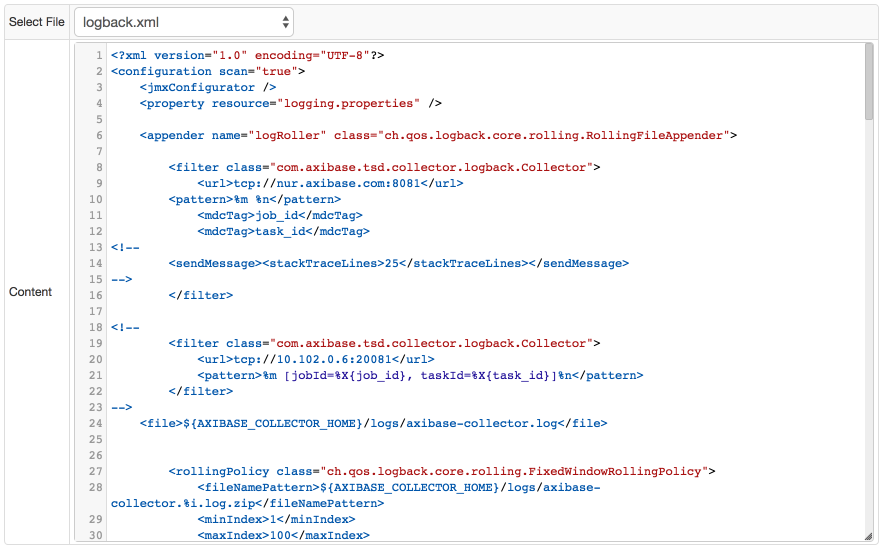 Select File
logback.xml
Content
1 <?xml version="1.0" encoding="UTF-8"?>
2 <configuration scan="true">
3     <jmxConfigurator />
4     <property resource="logging.properties" />
5
6     <appender name="logRoller" class="ch.qos.logback.core.rolling.RollingFileAppender">
7
8         <filter class="com.axibase.tsd.collector.logback.Collector">
9             <url>tcp://nur.axibase.com:8081</url>
10         <pattern>%m %n</pattern>
11             <mdcTag>job_id</mdcTag>
12             <mdcTag>task_id</mdcTag>
13 <!--
14         <sendMessage><stackTraceLines>25</stackTraceLines></sendMessage>
15 -->
16         </filter>
17
18 <!--
19         <filter class="com.axibase.tsd.collector.logback.Collector">
20             <url>tcp://10.102.0.6:20081</url>
21             <pattern>%m [jobId=%X{job_id}, taskId=%X{task_id}]%n</pattern>
22         </filter>
23 -->
24     <file>${AXIBASE_COLLECTOR_HOME}/logs/axibase-collector.log</file>
25
26
27         <rollingPolicy class="ch.qos.logback.core.rolling.FixedWindowRollingPolicy">
28             <fileNamePattern>${AXIBASE_COLLECTOR_HOME}/logs/axibase-
collector.%i.log.zip</fileNamePattern>
29             <minIndex>1</minIndex>
30             <maxIndex>100</maxIndex>